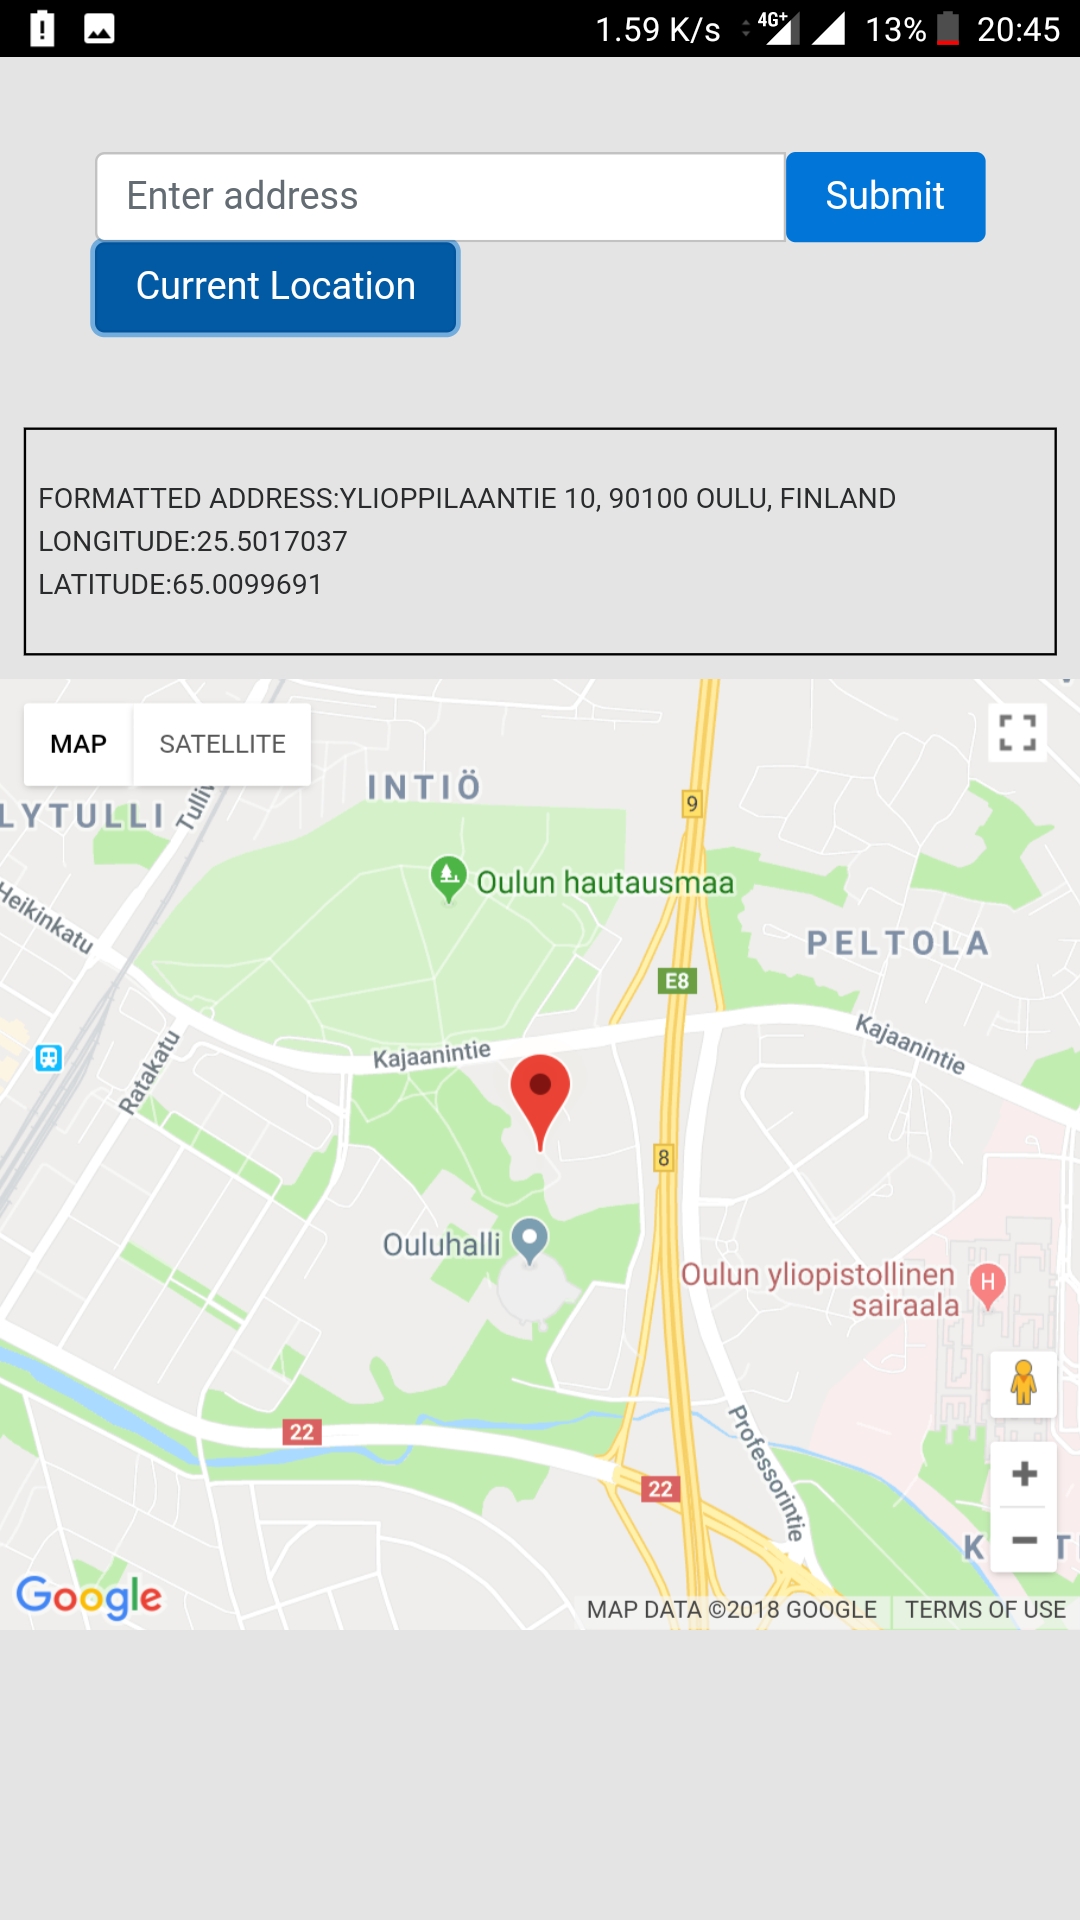 1.59 K/s 4G+ 13% 20:45
Enter address
Submit
Current Location
FORMATTED ADDRESS:YLIOPPILAANTIE 10, 90100 OULU, FINLAND
LONGITUDE:25.5017037
LATITUDE:65.0099691
MAP
SATELLITE
INTIÖ
LYTULLI
9
Oulun hautausmaa
Heikinkatu
PELTOLA
E8
Kajaanintie
Kajaanintie
Ratakatu
8
Ouluhalli
Oulun yliopistollinen
sairaala
H
22
Professorintie
22
Google
MAP DATA ©2018 GOOGLE
TERMS OF USE